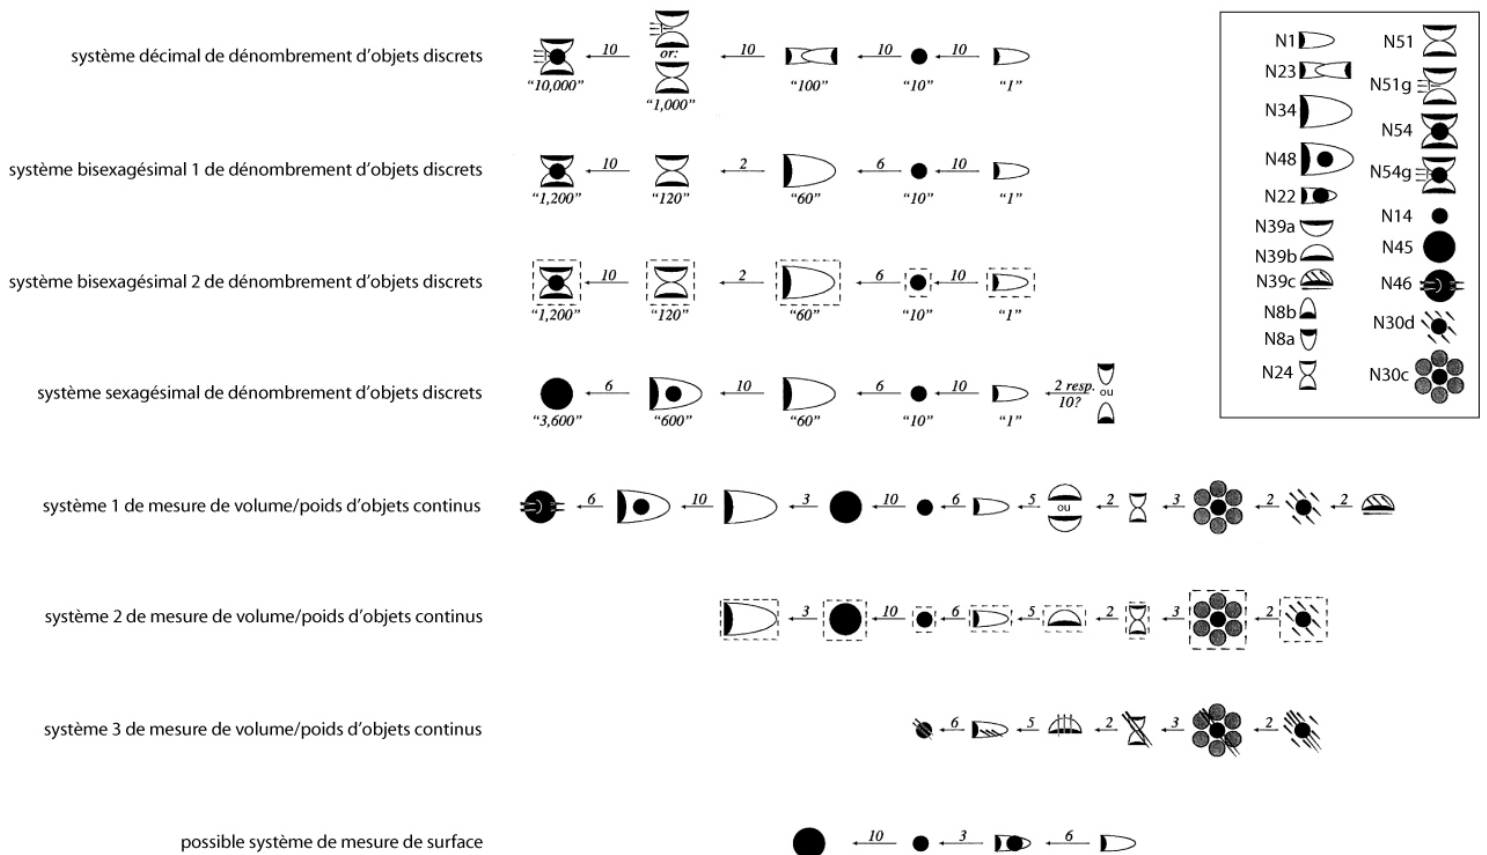 système décimal de dénombrement d’objets discrets
10 10 10 10
or:
“10,000” “1,000” “100” “10” “1”
système bisexagésimal 1 de dénombrement d’objets discrets
10 2 6 10
“1,200” “120” “60” “10” “1”
système bisexagésimal 2 de dénombrement d’objets discrets
10 2 6 10
“1,200” “120” “60” “10” “1”
système sexagésimal de dénombrement d’objets discrets
6 10 6 10 2 resp. 10? ou
“3,600” “600” “60” “10” “1”
système 1 de mesure de volume/poids d’objets continus
6 10 3 10 6 5 ou 2 3 2 2
système 2 de mesure de volume/poids d’objets continus
3 10 6 5 2 3 2
système 3 de mesure de volume/poids d’objets continus
6 5 2 3 2
possible système de mesure de surface
10 3 6
N1
N23
N34
N48
N22
N39a
N39b
N39c
N8b
N8a
N24
N51
N51g
N54
N54g
N14
N45
N46
N30d
N30c